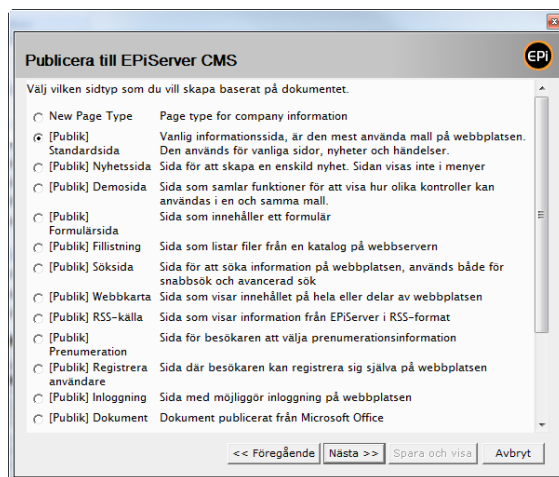 Publicera till EPiServer CMS
EPi
Välj vilken sidtyp som du vill skapa baserat på dokumentet.
New Page Type Page type for company information
[Publik] Vanlig informationssida, är den mest använda mall på webbplatsen.
Standardsida Den används för vanliga sidor, nyheter och händelser.
[Publik] Nyhetssida Sida för att skapa en enskild nyhet. Sidan visas inte i menyer
[Publik] Demosida Sida som samlar funktioner för att visa hur olika kontroller kan
användas i en och samma mall.
[Publik] Sida som innehåller ett formulär
Formulärsida
[Publik] Fillistning Sida som listar filer från en katalog på webbservern
[Publik] Söksida Sida för att söka information på webbplatsen, används både för
snabbsök och avancerad sök
[Publik] Webbkarta Sida som visar innehållet på hela eller delar av webbplatsen
[Publik] RSS-källa Sida som visar information från EPiServer i RSS-format
[Publik] Sida för besökaren att välja prenumerationsinformation
Prenumeration
[Publik] Registrera Sida där besökaren kan registrera sig själva på webbplatsen
användare
[Publik] Inloggning Sida med möjliggör inloggning på webbplatsen
[Publik] Dokument Dokument publicerat från Microsoft Office
<< Föregående Nästa >> Spara och visa Avbryt